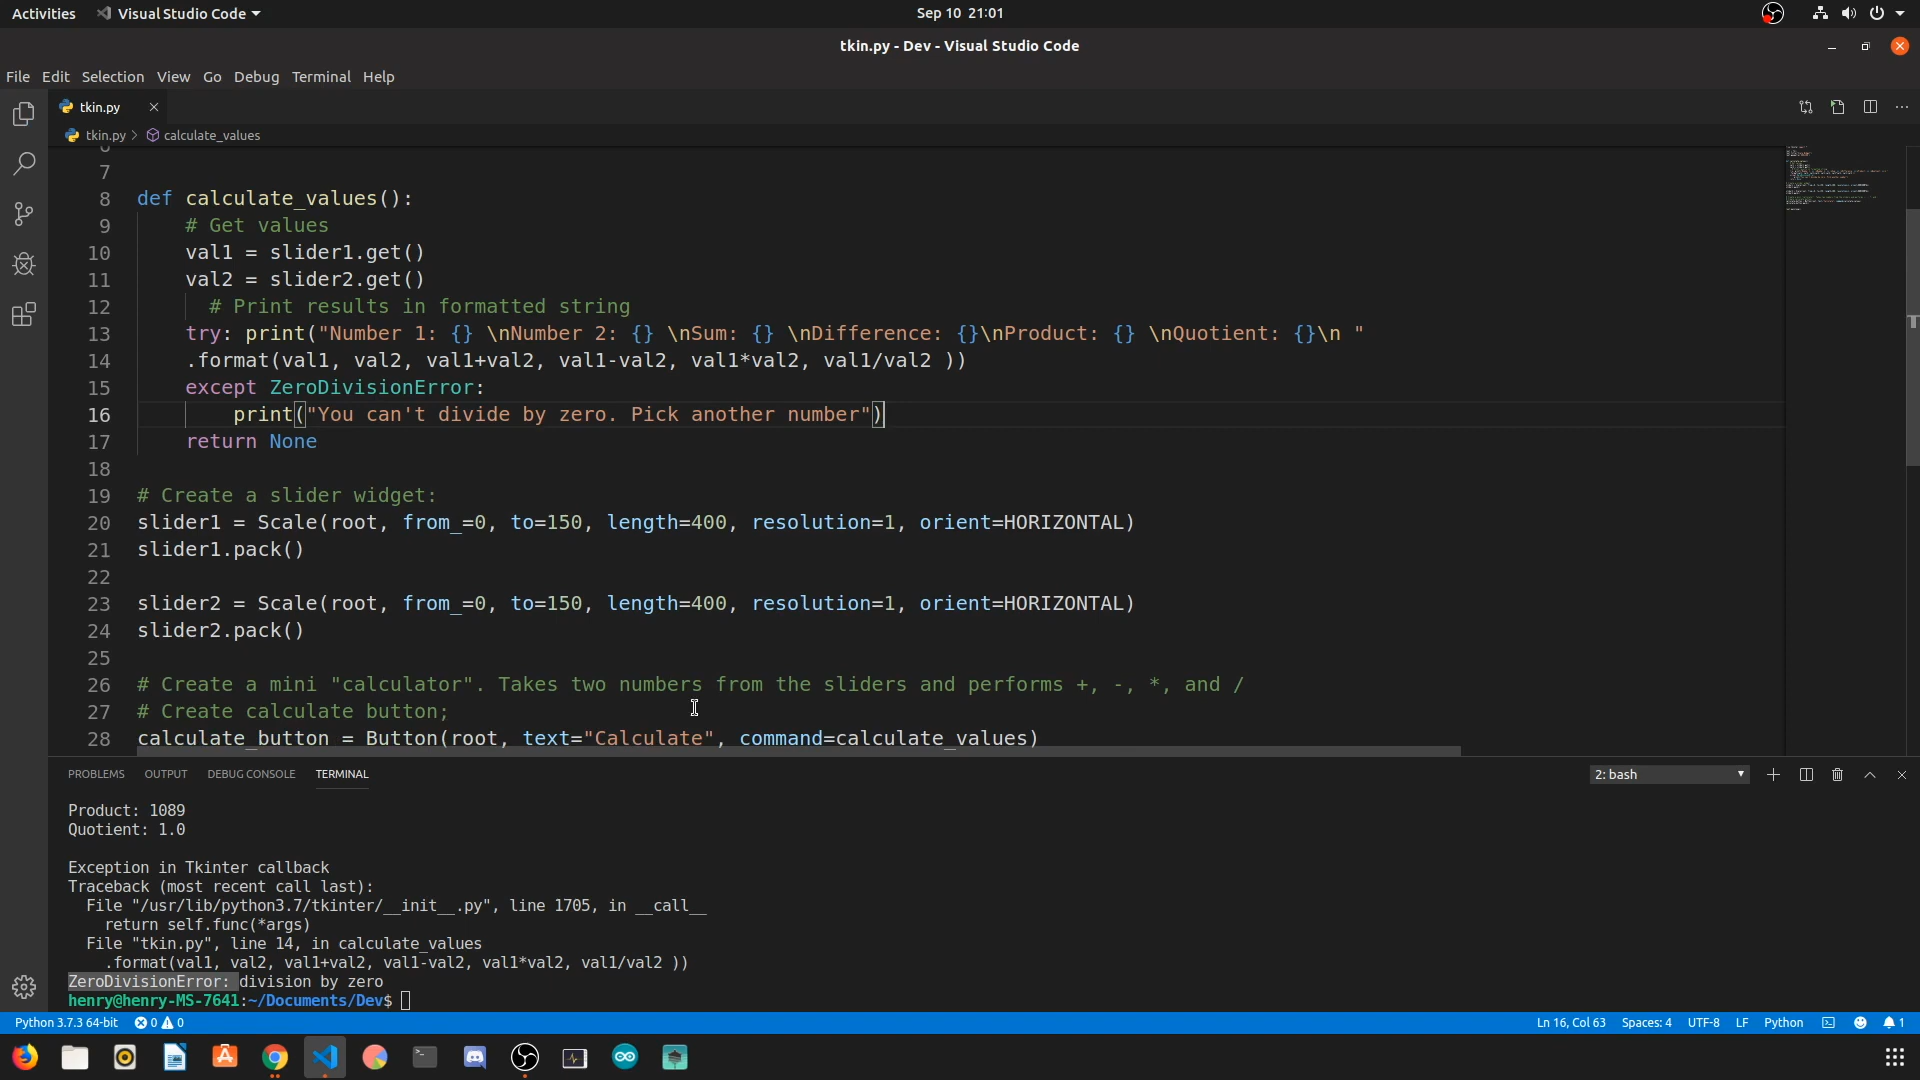 Activities Visual Studio Code Sep 10 21:01
tkin.py - Dev - Visual Studio Code
File Edit Selection View Go Debug Terminal Help
tkin.py
tkin.py > calculate_values
7
8 def calculate_values():
9 # Get values
10 val1 = slider1.get()
11 val2 = slider2.get()
12 # Print results in formatted string
13 try: print("Number 1: {} \nNumber 2: {} \nSum: {} \nDifference: {}\nProduct: {} \nQuotient: {}\n "
14 .format(val1, val2, val1+val2, val1-val2, val1*val2, val1/val2 ))
15 except ZeroDivisionError:
16 print("You can't divide by zero. Pick another number")
17 return None
18
19 # Create a slider widget:
20 slider1 = Scale(root, from_=0, to=150, length=400, resolution=1, orient=HORIZONTAL)
21 slider1.pack()
22
23 slider2 = Scale(root, from_=0, to=150, length=400, resolution=1, orient=HORIZONTAL)
24 slider2.pack()
25
26 # Create a mini "calculator". Takes two numbers from the sliders and performs +, -, *, and /
27 # Create calculate button;
28 calculate_button = Button(root, text="Calculate", command=calculate_values)
PROBLEMS OUTPUT DEBUG CONSOLE TERMINAL 2: bash
Product: 1089
Quotient: 1.0
Exception in Tkinter callback
Traceback (most recent call last):
File "/usr/lib/python3.7/tkinter/__init__.py", line 1705, in __call__
return self.func(*args)
File "tkin.py", line 14, in calculate_values
.format(val1, val2, val1+val2, val1-val2, val1*val2, val1/val2 ))
ZeroDivisionError: division by zero
henry@henry-MS-7641:~/Documents/Dev$
Python 3.7.3 64-bit 0 0 Ln 16, Col 63 Spaces: 4 UTF-8 LF Python 1